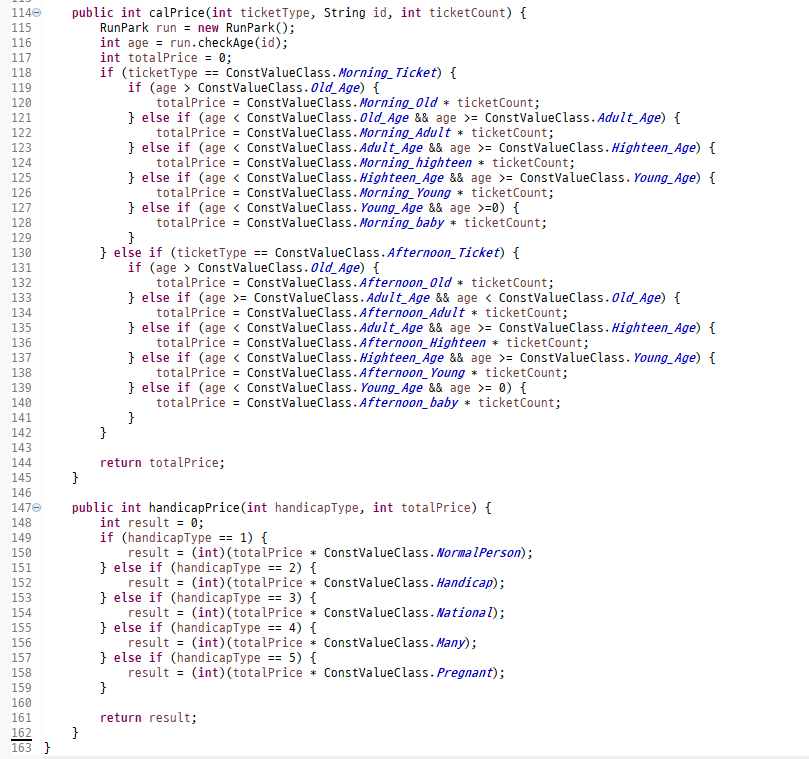 114 public int calPrice(int ticketType, String id, int ticketCount) {
115 RunPark run = new RunPark();
116 int age = run.checkAge(id);
117 int totalPrice = 0;
118 if (ticketType == ConstValueClass.Morning_Ticket) {
119 if (age > ConstValueClass.Old_Age) {
120 totalPrice = ConstValueClass.Morning_Old * ticketCount;
121 } else if (age < ConstValueClass.Old_Age && age >= ConstValueClass.Adult_Age) {
122 totalPrice = ConstValueClass.Morning_Adult * ticketCount;
123 } else if (age < ConstValueClass.Adult_Age && age >= ConstValueClass.Highteen_Age) {
124 totalPrice = ConstValueClass.Morning_highteen * ticketCount;
125 } else if (age < ConstValueClass.Highteen_Age && age >= ConstValueClass.Young_Age) {
126 totalPrice = ConstValueClass.Morning_Young * ticketCount;
127 } else if (age < ConstValueClass.Young_Age && age >=0) {
128 totalPrice = ConstValueClass.Morning_baby * ticketCount;
129 }
130 } else if (ticketType == ConstValueClass.Afternoon_Ticket) {
131 if (age > ConstValueClass.Old_Age) {
132 totalPrice = ConstValueClass.Afternoon_Old * ticketCount;
133 } else if (age >= ConstValueClass.Adult_Age && age < ConstValueClass.Old_Age) {
134 totalPrice = ConstValueClass.Afternoon_Adult * ticketCount;
135 } else if (age < ConstValueClass.Adult_Age && age >= ConstValueClass.Highteen_Age) {
136 totalPrice = ConstValueClass.Afternoon_Highteen * ticketCount;
137 } else if (age < ConstValueClass.Highteen_Age && age >= ConstValueClass.Young_Age) {
138 totalPrice = ConstValueClass.Afternoon_Young * ticketCount;
139 } else if (age < ConstValueClass.Young_Age && age >= 0) {
140 totalPrice = ConstValueClass.Afternoon_baby * ticketCount;
141 }
142 }
143
144 return totalPrice;
145 }
146
147 public int handicapPrice(int handicapType, int totalPrice) {
148 int result = 0;
149 if (handicapType == 1) {
150 result = (int)(totalPrice * ConstValueClass.NormalPerson);
151 } else if (handicapType == 2) {
152 result = (int)(totalPrice * ConstValueClass.Handicap);
153 } else if (handicapType == 3) {
154 result = (int)(totalPrice * ConstValueClass.National);
155 } else if (handicapType == 4) {
156 result = (int)(totalPrice * ConstValueClass.Many);
157 } else if (handicapType == 5) {
158 result = (int)(totalPrice * ConstValueClass.Pregnant);
159 }
160
161 return result;
162 }
163 }